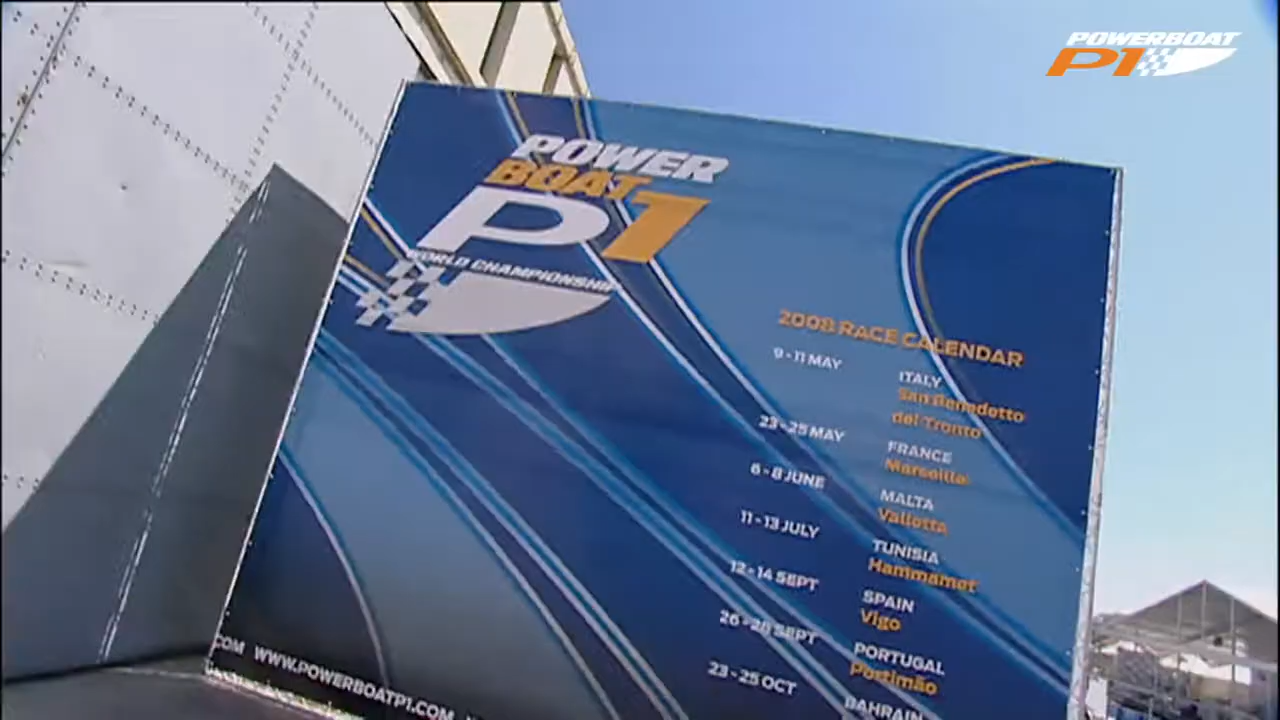 POWERBOAT
P1
POWER
BOAT
P1
WORLD CHAMPIONSHIP
2008 RACE CALENDAR
9 - 11 MAY ITALY
San Benedetto
del Tronto
23 - 25 MAY FRANCE
Marseille
6 - 8 JUNE MALTA
Valletta
11 - 13 JULY TUNISIA
Hammamet
12 - 14 SEPT SPAIN
Vigo
26 - 28 SEPT PORTUGAL
Portimão
23 - 25 OCT BAHRAIN
COM WWW.POWERBOATP1.COM